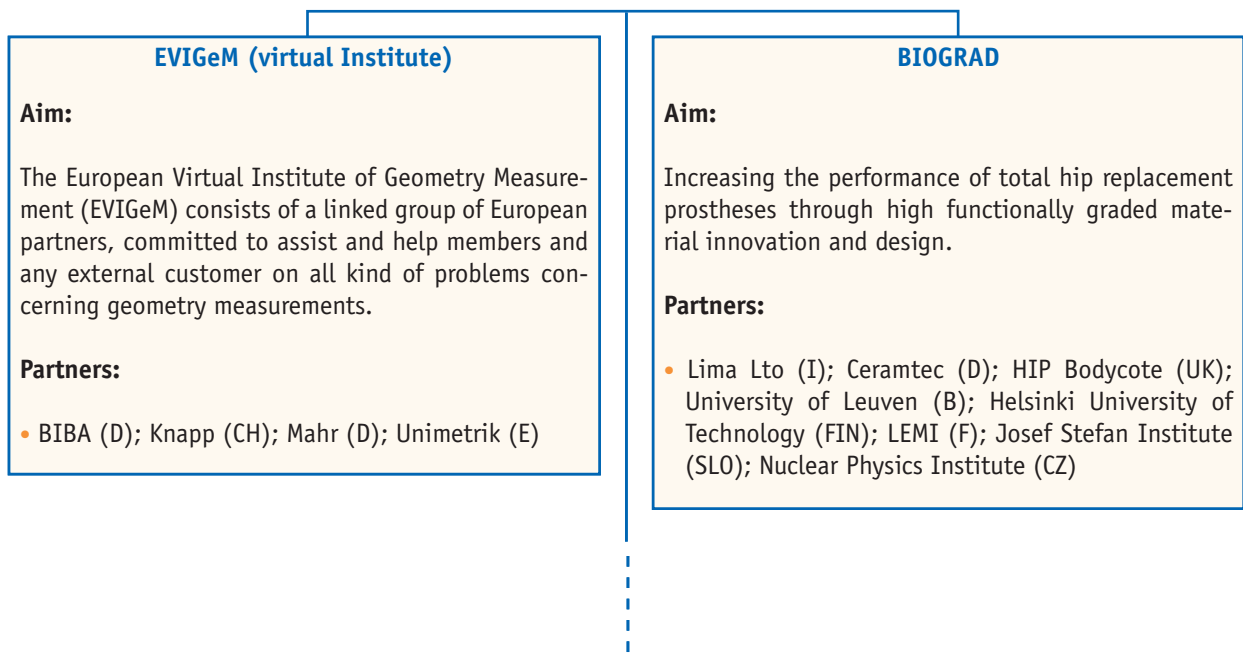 EVIGeM (virtual Institute)
Aim:
The European Virtual Institute of Geometry Measure-
ment (EVIGeM) consists of a linked group of European
partners, committed to assist and help members and
any external customer on all kind of problems con-
cerning geometry measurements.
Partners:
• BIBA (D); Knapp (CH); Mahr (D); Unimetrik (E)
BIOGRAD
Aim:
Increasing the performance of total hip replacement
prostheses through high functionally graded mate-
rial innovation and design.
Partners:
• Lima Lto (I); Ceramtec (D); HIP Bodycote (UK);
University of Leuven (B); Helsinki University of
Technology (FIN); LEMI (F); Josef Stefan Institute
(SLO); Nuclear Physics Institute (CZ)